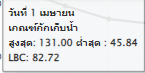 วันที่ 1 เมษายน
เกณฑ์กักเก็บน้ำ
สูงสุด: 131.00 ต่ำสุด : 45.84
LBC: 82.72